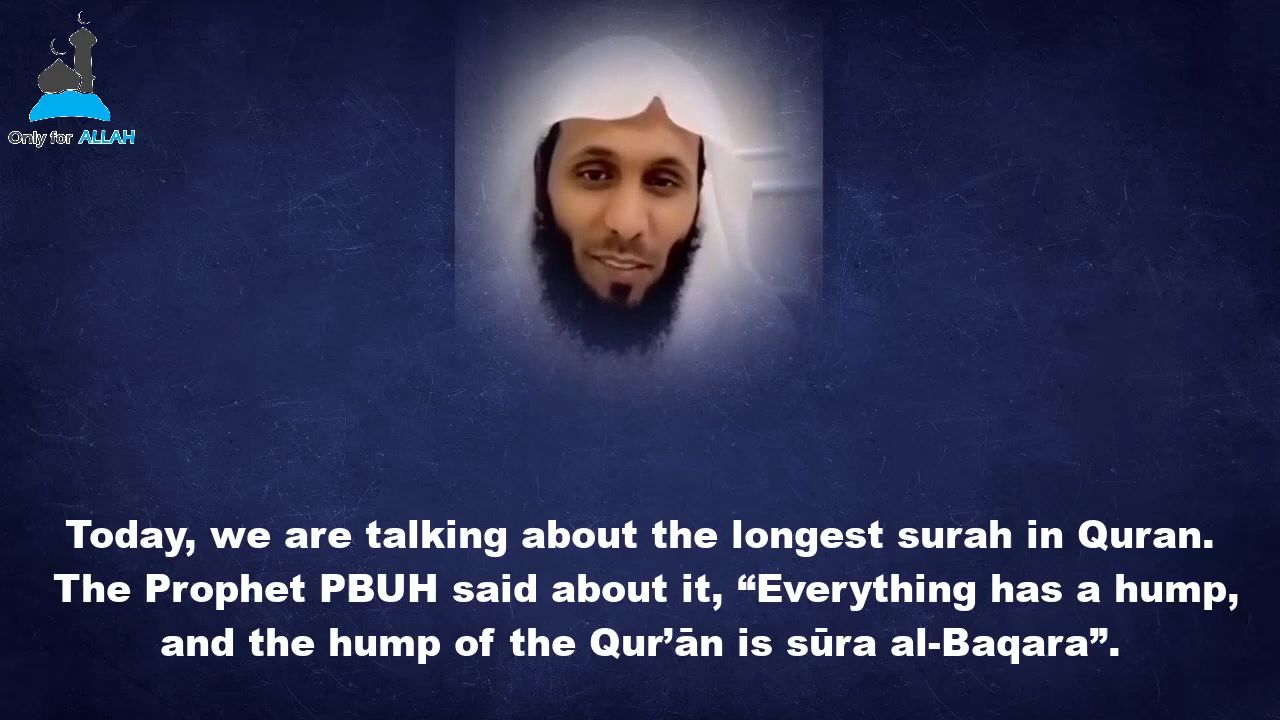 Only for ALLAH
Today, we are talking about the longest surah in Quran.
The Prophet PBUH said about it, “Everything has a hump,
and the hump of the Qur’ān is sūra al-Baqara”.